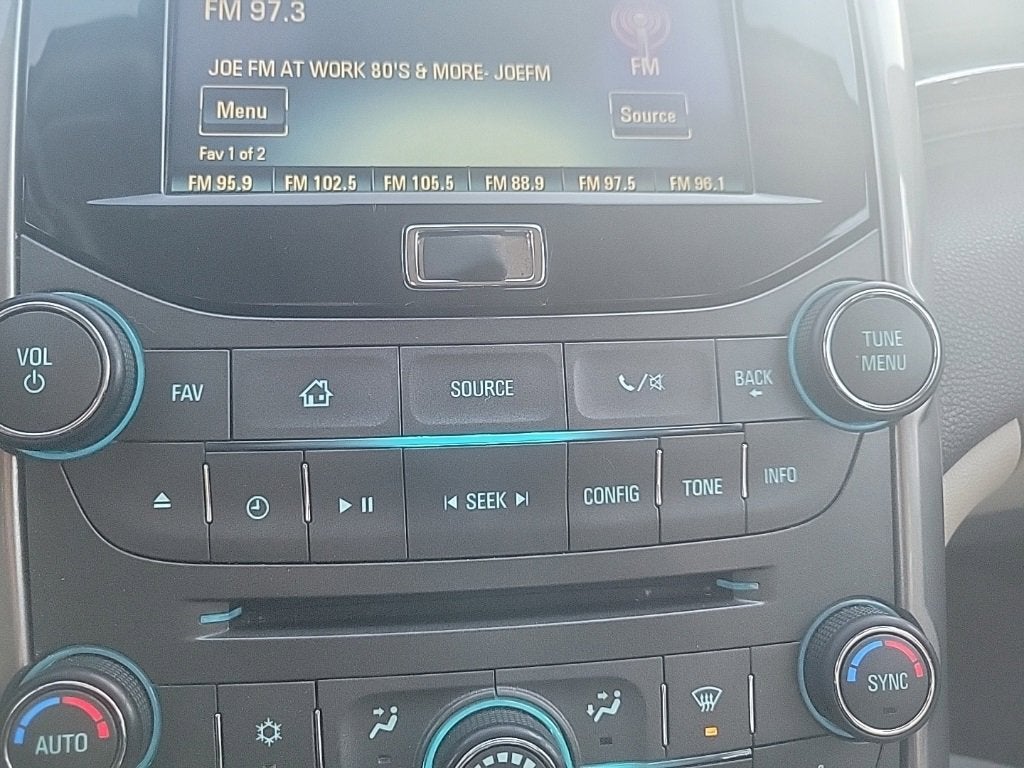 FM 97.3
FM
JOE FM AT WORK 80'S & MORE- JOEFM
Menu
Source
Fav 1 of 2
FM 95.9 FM 102.5 FM 105.5 FM 88.9 FM 97.5 FM 96.1
VOL
TUNE
MENU
FAV
SOURCE
BACK
SEEK
CONFIG
TONE
INFO
AUTO
SYNC